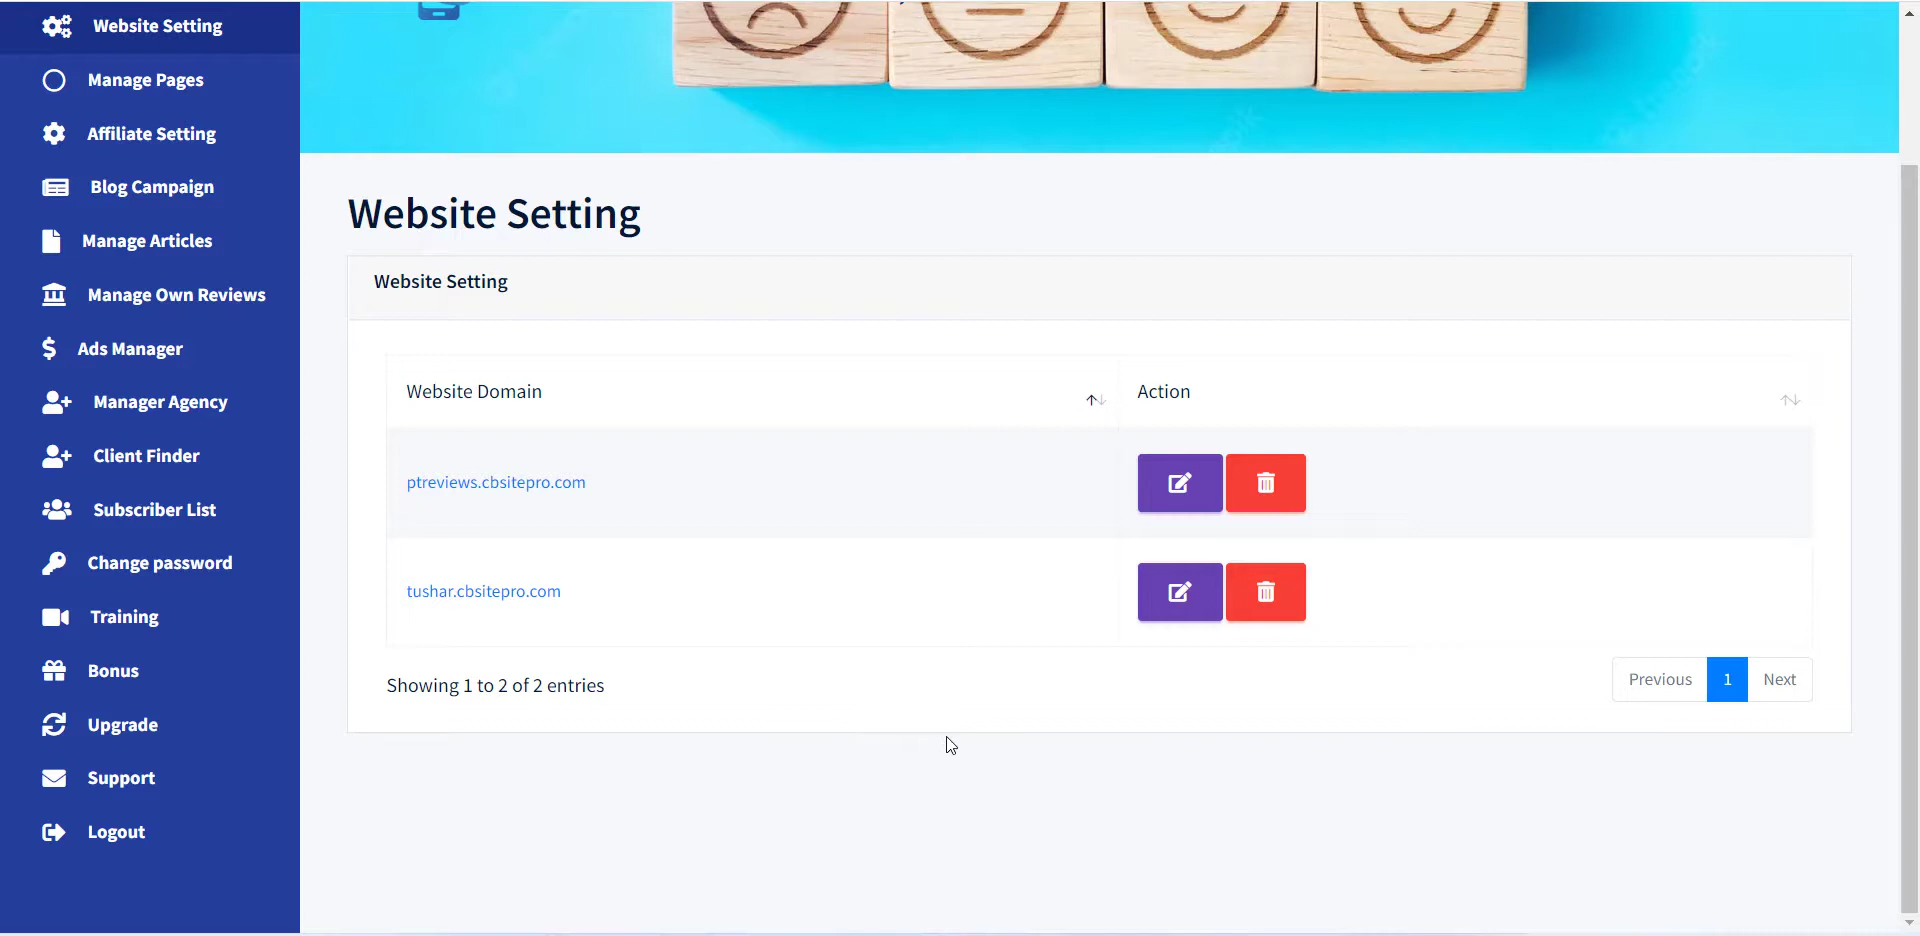 Website Setting
Manage Pages
Affiliate Setting
Blog Campaign
Manage Articles
Manage Own Reviews
Ads Manager
Manager Agency
Client Finder
Subscriber List
Change password
Training
Bonus
Upgrade
Support
Logout
Website Setting
Website Setting
Website Domain Action
ptreviews.cbsitepro.com
tushar.cbsitepro.com
Showing 1 to 2 of 2 entries
Previous 1 Next